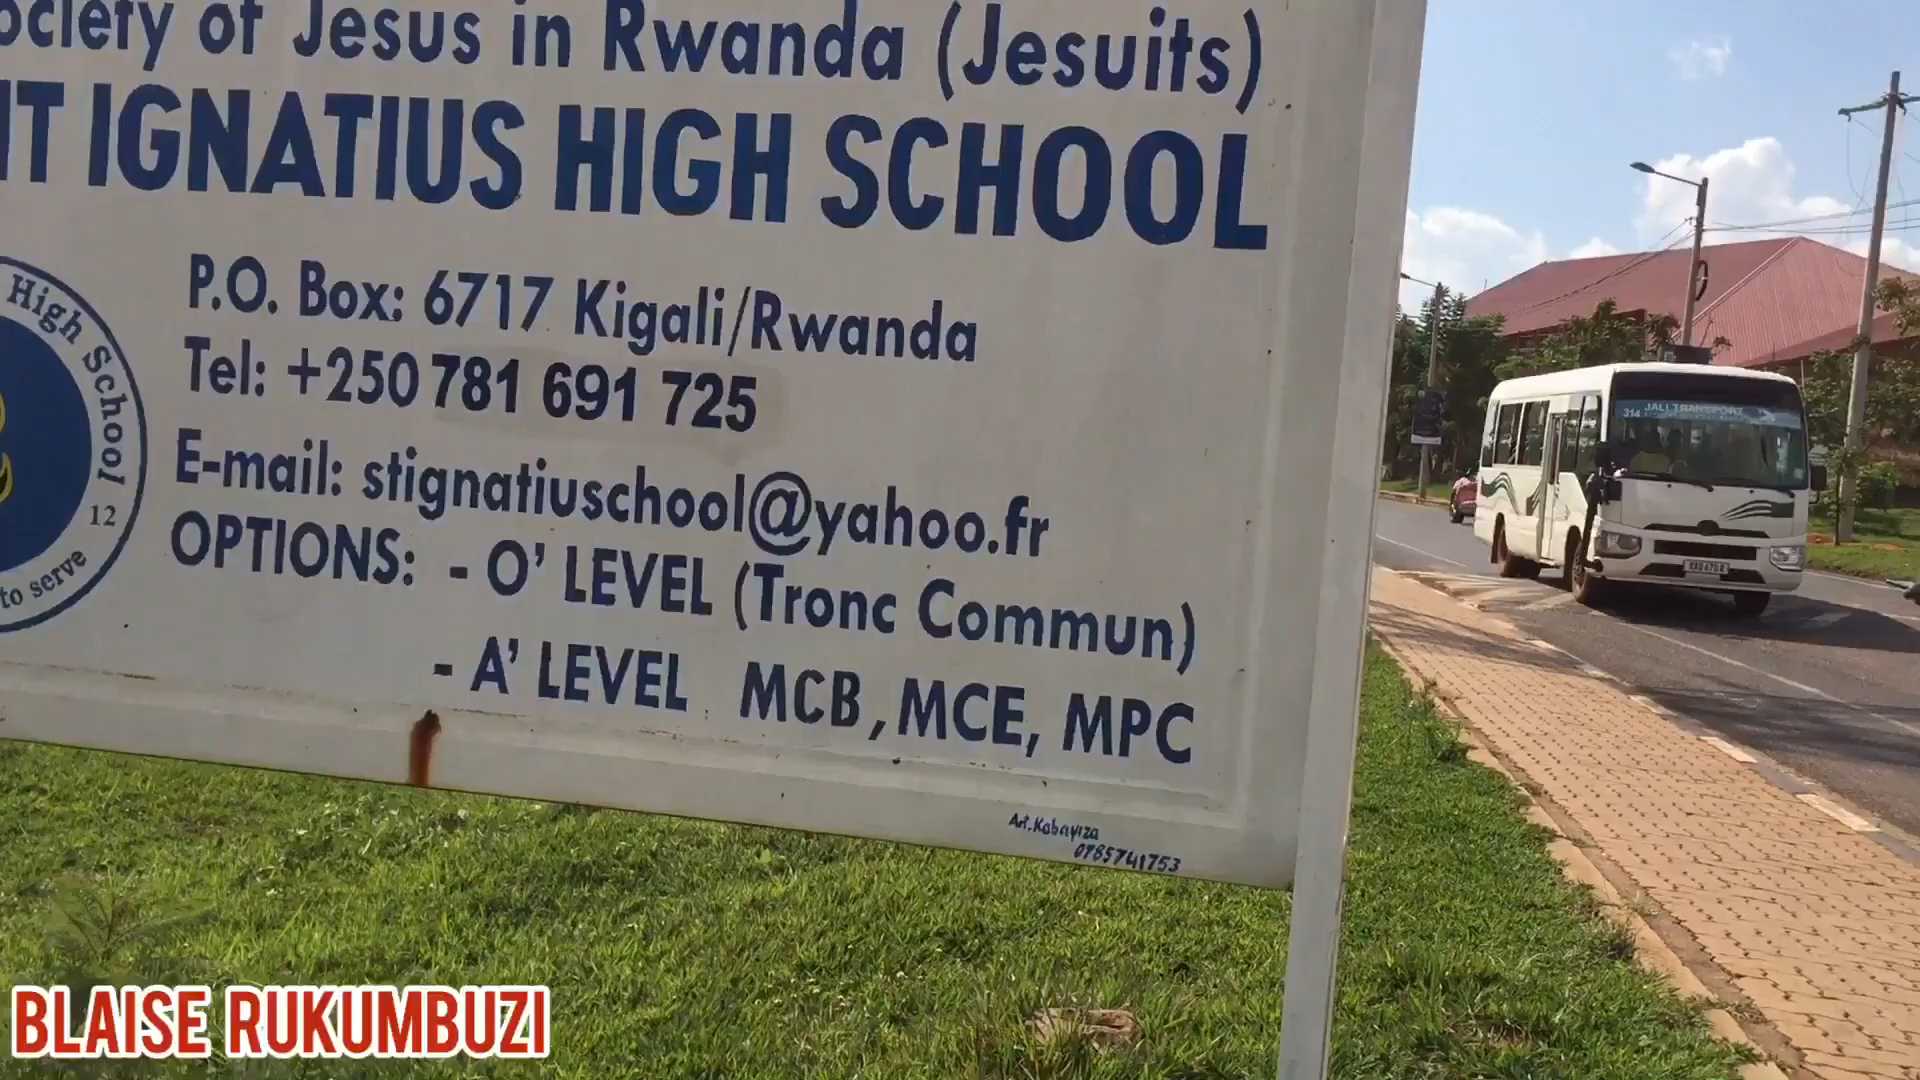 ociety of Jesus in Rwanda (Jesuits)
NT IGNATIUS HIGH SCHOOL
P.O. Box: 6717 Kigali/Rwanda
Tel: +250 781 691 725
E-mail: stignatiuschool@yahoo.fr
OPTIONS: - O' LEVEL (Tronc Commun)
- A' LEVEL MCB, MCE, MPC
High School
12
to serve
Art.Kabayiza
0785741753
314 JALI TRANSPORT
BLAISE RUKUMBUZI